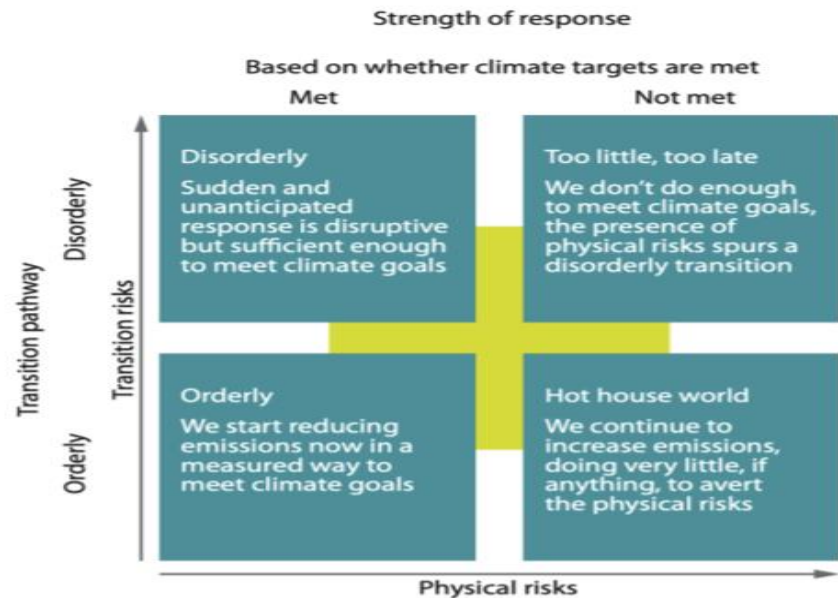 Strength of response
Based on whether climate targets are met
Met
Not met
Transition pathway
Disorderly
Orderly
Transition risks
Disorderly
Sudden and
unanticipated
response is disruptive
but sufficient enough
to meet climate goals
Too little, too late
We don't do enough
to meet climate goals,
the presence of
physical risks spurs a
disorderly transition
Orderly
We start reducing
emissions now in a
measured way to
meet climate goals
Hot house world
We continue to
increase emissions,
doing very little, if
anything, to avert
the physical risks
Physical risks